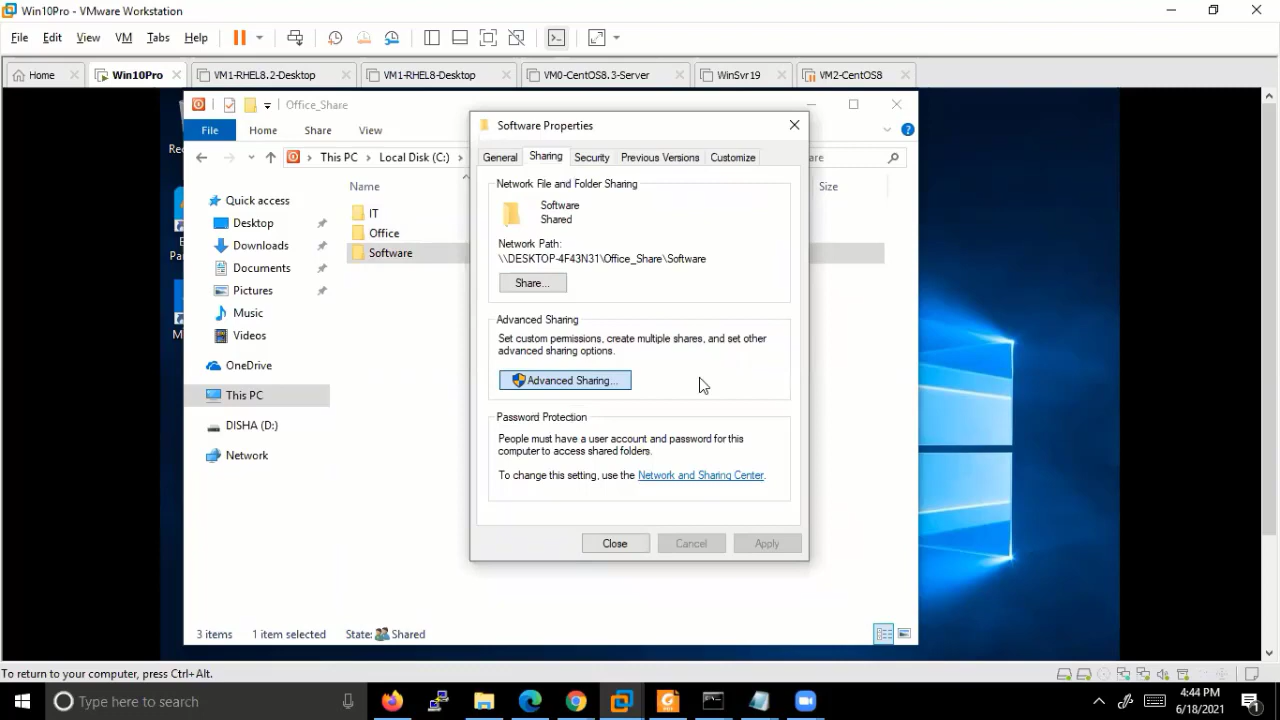 Win10Pro - VMware Workstation
File Edit View VM Tabs Help
Home Win10Pro VM1-RHEL8.2-Desktop VM1-RHEL8-Desktop VM0-CentOS8.3-Server WinSvr19 VM2-CentOS8
Office_Share
File Home Share View
This PC Local Disk (C:)
Name Size
Quick access
Desktop
Downloads
Documents
Pictures
Music
Videos
OneDrive
This PC
DISHA (D:)
Network
IT
Office
Software
Software Properties
General Sharing Security Previous Versions Customize
Network File and Folder Sharing
Software
Shared
Network Path:
\\DESKTOP-4F43N31\Office_Share\Software
Share...
Advanced Sharing
Set custom permissions, create multiple shares, and set other
advanced sharing options.
Advanced Sharing...
Password Protection
People must have a user account and password for this
computer to access shared folders.
To change this setting, use the Network and Sharing Center.
Close Cancel Apply
3 items 1 item selected State: Shared
To return to your computer, press Ctrl+Alt.
Type here to search
4:44 PM
6/18/2021